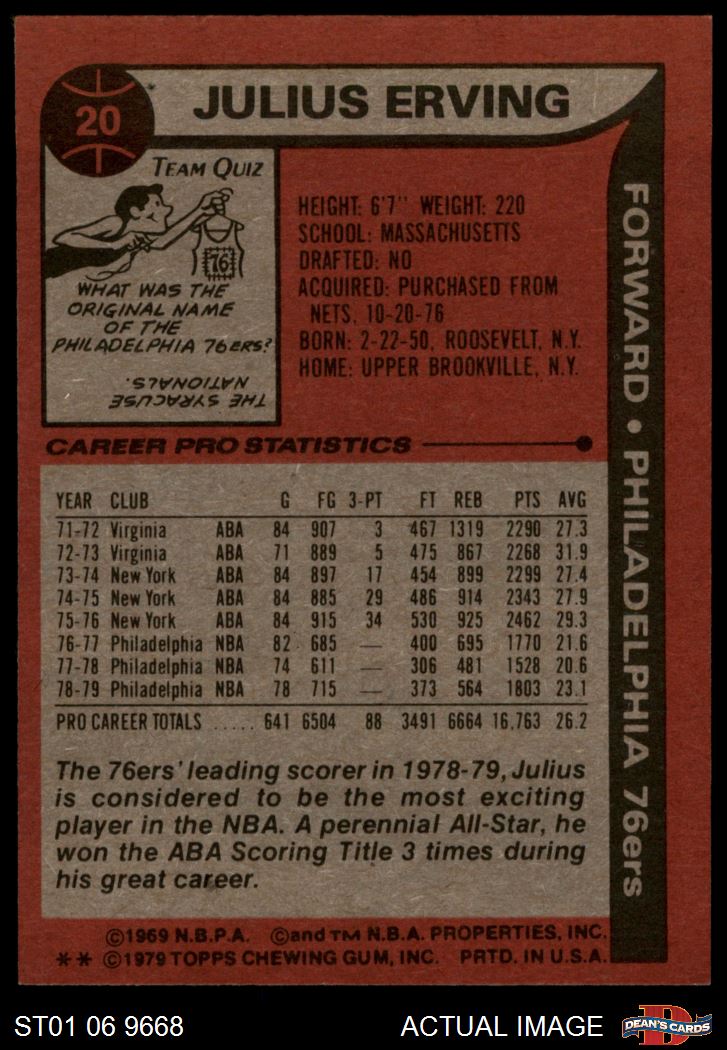 20
JULIUS ERVING
TEAM QUIZ
76
WHAT WAS THE
ORIGINAL NAME
OF THE
PHILADELPHIA 76ERS?
THE SYRACUSE
NATIONALS.
HEIGHT: 6'7" WEIGHT: 220
SCHOOL: MASSACHUSETTS
DRAFTED: NO
ACQUIRED: PURCHASED FROM
NETS, 10-20-76
BORN: 2-22-50, ROOSEVELT, N.Y.
HOME: UPPER BROOKVILLE, N.Y.
FORWARD • PHILADELPHIA 76ers
CAREER PRO STATISTICS
YEAR CLUB G FG 3-PT FT REB PTS AVG
71-72 Virginia ABA 84 907 3 467 1319 2290 27.3
72-73 Virginia ABA 71 889 5 475 867 2268 31.9
73-74 New York ABA 84 897 17 454 899 2299 27.4
74-75 New York ABA 84 885 29 486 914 2343 27.9
75-76 New York ABA 84 915 34 530 925 2462 29.3
76-77 Philadelphia NBA 82 685 — 400 695 1770 21.6
77-78 Philadelphia NBA 74 611 — 306 481 1528 20.6
78-79 Philadelphia NBA 78 715 — 373 564 1803 23.1
PRO CAREER TOTALS ..... 641 6504 88 3491 6664 16,763 26.2
The 76ers' leading scorer in 1978-79, Julius
is considered to be the most exciting
player in the NBA. A perennial All-Star, he
won the ABA Scoring Title 3 times during
his great career.
©1969 N.B.P.A. ©and TM N.B.A. PROPERTIES, INC.
** ©1979 TOPPS CHEWING GUM, INC. PRTD. IN U.S.A.
ST01 06 9668
ACTUAL IMAGE
D
DEAN'S CARDS